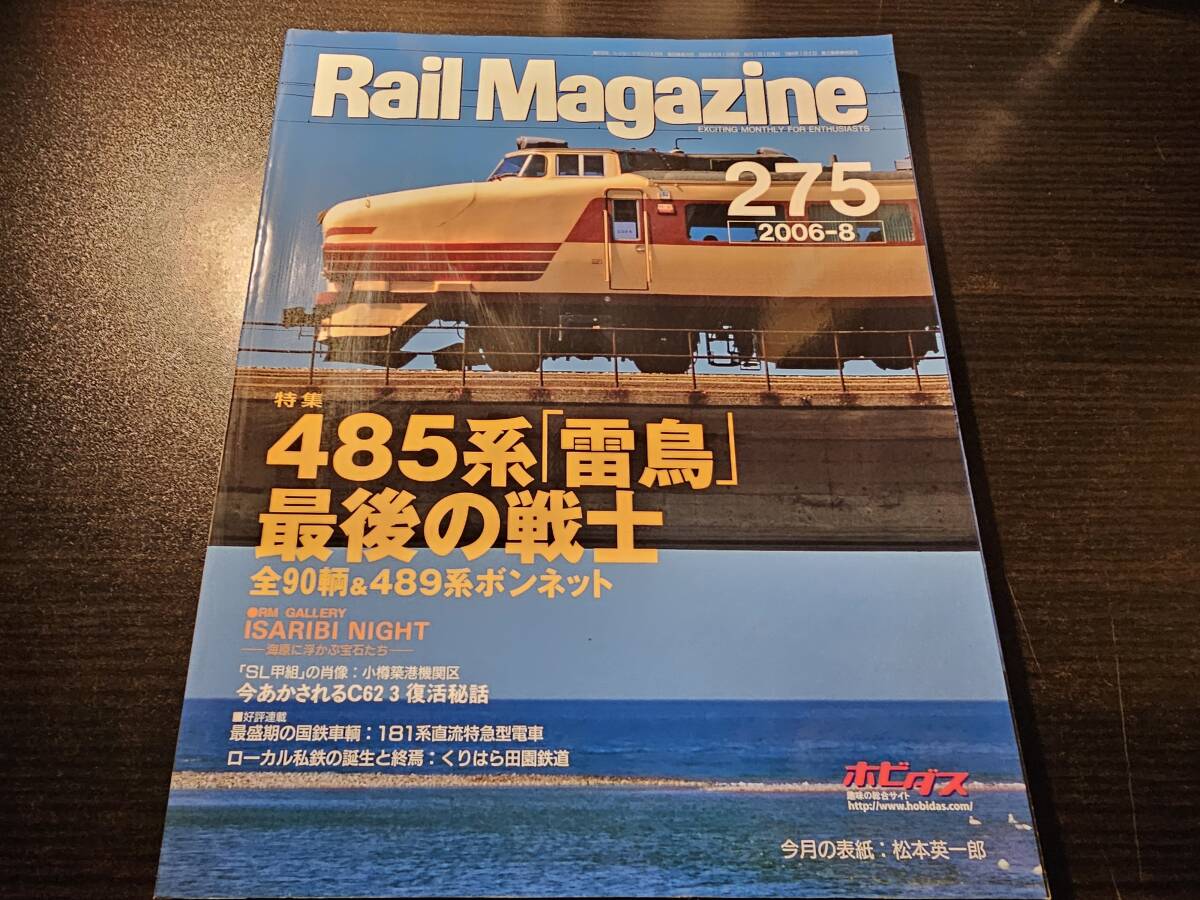 Rail Magazine
EXCITING MONTHLY FOR ENTHUSIASTS
275
2006-8
特集
485系「雷鳥」
最後の戦士
全90輌&489系ボンネット
●RM GALLERY
ISARIBI NIGHT
──海原に浮かぶ宝石たち──
「SL甲組」の肖像：小樽築港機関区
今あかされるC62 3 復活秘話
■好評連載
最盛期の国鉄車輌：181系直流特急型電車
ローカル私鉄の誕生と終焉：くりはら田園鉄道
ホビダス
趣味の総合サイト
http://www.hobidas.com/
今月の表紙：松本英一郎